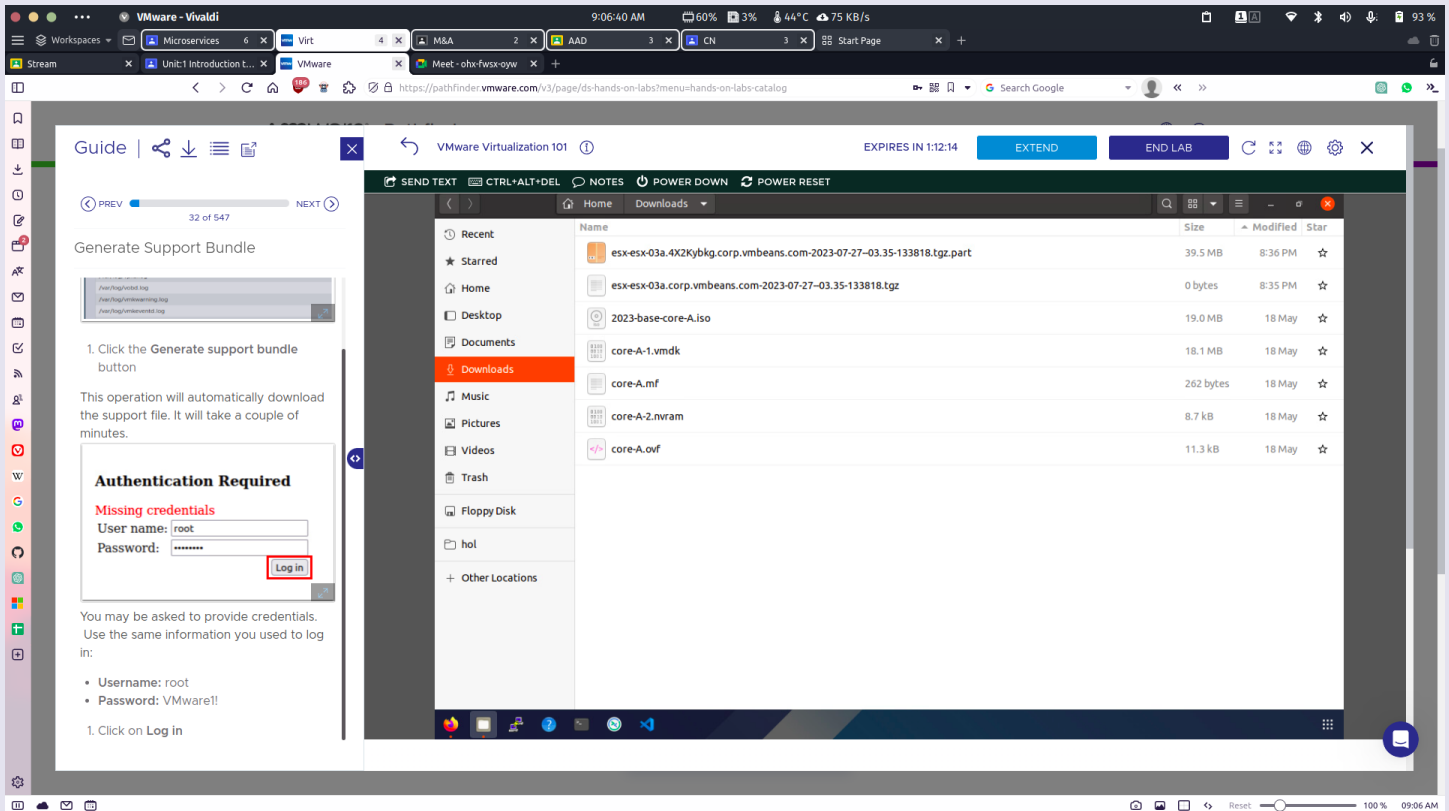 VMware - Vivaldi
9:06:40 AM
60%
3%
44°C
75 KB/s
1
A
93 %
Workspaces
Microservices 6
Virt 4
M&A 2
AAD 3
CN 3
Start Page
Stream
Unit:1 Introduction t...
VMware
Meet - ohx-fwsx-oyw
186
https://pathfinder.vmware.com/v3/page/ds-hands-on-labs?menu=hands-on-labs-catalog
Search Google
Guide
VMware Virtualization 101
EXPIRES IN 1:12:14
EXTEND
END LAB
SEND TEXT
CTRL+ALT+DEL
NOTES
POWER DOWN
POWER RESET
PREV
NEXT
32 of 547
Generate Support Bundle
/var/log/vobd.log
/var/log/vmkwarning.log
/var/log/vmkeventd.log
1. Click the Generate support bundle
button
This operation will automatically download
the support file. It will take a couple of
minutes.
Authentication Required
Missing credentials
User name: root
Password: ••••••••
Log in
You may be asked to provide credentials.
Use the same information you used to log
in:
• Username: root
• Password: VMware1!
1. Click on Log in
Home
Downloads
Recent
Starred
Home
Desktop
Documents
Downloads
Music
Pictures
Videos
Trash
Floppy Disk
hol
Other Locations
Name Size Modified Star
esx-esx-03a.4X2Kybkg.corp.vmbeans.com-2023-07-27--03.35-133818.tgz.part 39.5 MB 8:36 PM
esx-esx-03a.corp.vmbeans.com-2023-07-27--03.35-133818.tgz 0 bytes 8:35 PM
2023-base-core-A.iso 19.0 MB 18 May
core-A-1.vmdk 18.1 MB 18 May
core-A.mf 262 bytes 18 May
core-A-2.nvram 8.7 kB 18 May
core-A.ovf 11.3 kB 18 May
2
Reset
100 %
09:06 AM